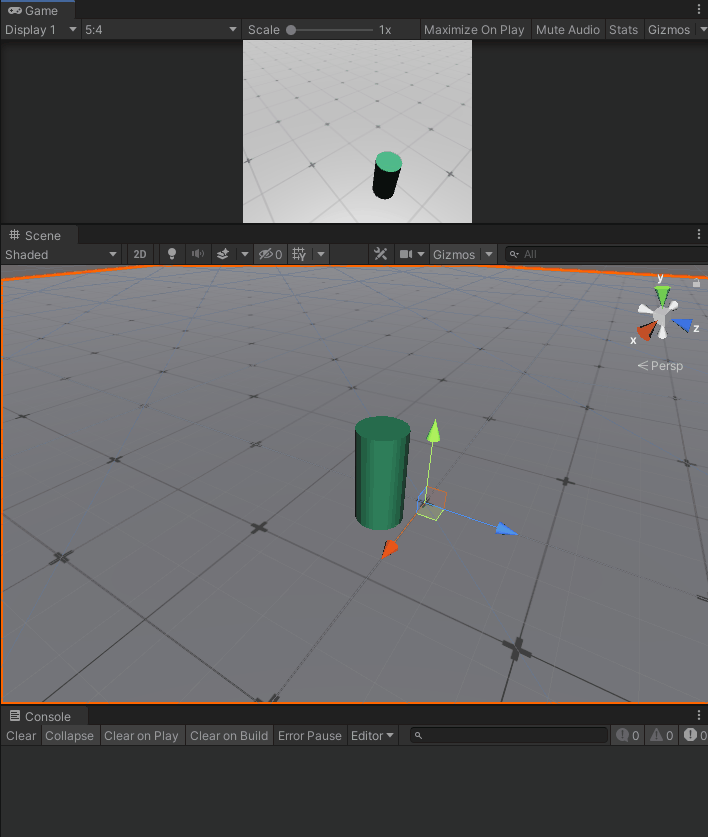 Game
Display 1 5:4 Scale 1x Maximize On Play Mute Audio Stats Gizmos
Scene
Shaded 2D 0 Gizmos All
y
z
x
Persp
Console
Clear Collapse Clear on Play Clear on Build Error Pause Editor 0 0 0